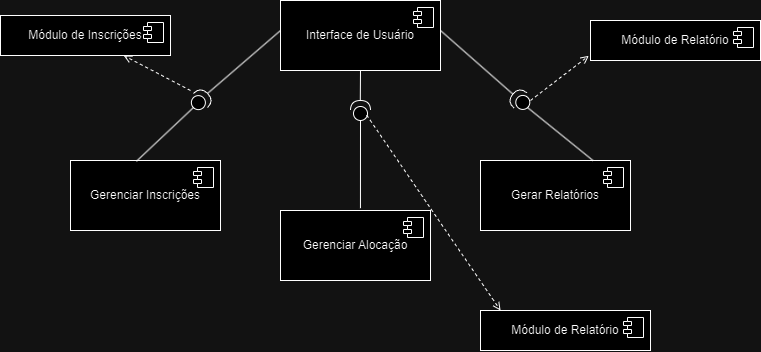 Módulo de Inscrições
Interface de Usuário
Módulo de Relatório
Gerenciar Inscrições
Gerenciar Alocação
Gerar Relatórios
Módulo de Relatório